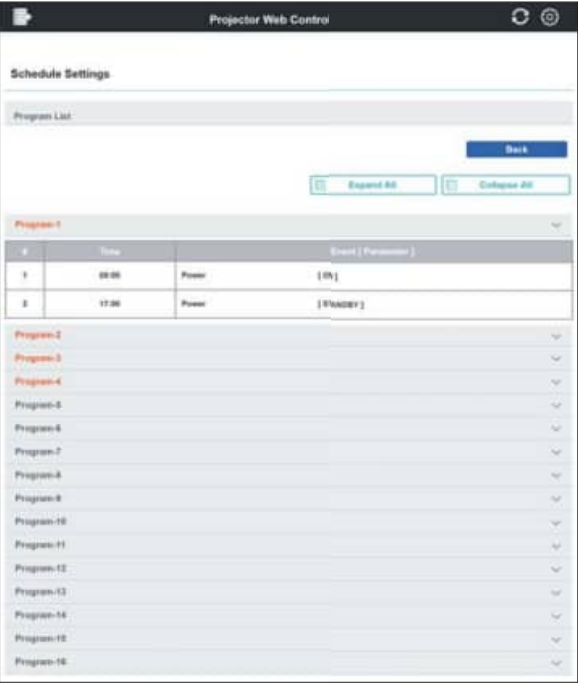 Projector Web Control
Schedule Settings
Program List
Back
Expand All
Collapse All
Program-1
# Time Event [ Parameter ]
1 08:00 Power [ ON ]
2 17:00 Power [ STANDBY ]
Program-2
Program-3
Program-4
Program-5
Program-6
Program-7
Program-8
Program-9
Program-10
Program-11
Program-12
Program-13
Program-14
Program-15
Program-16